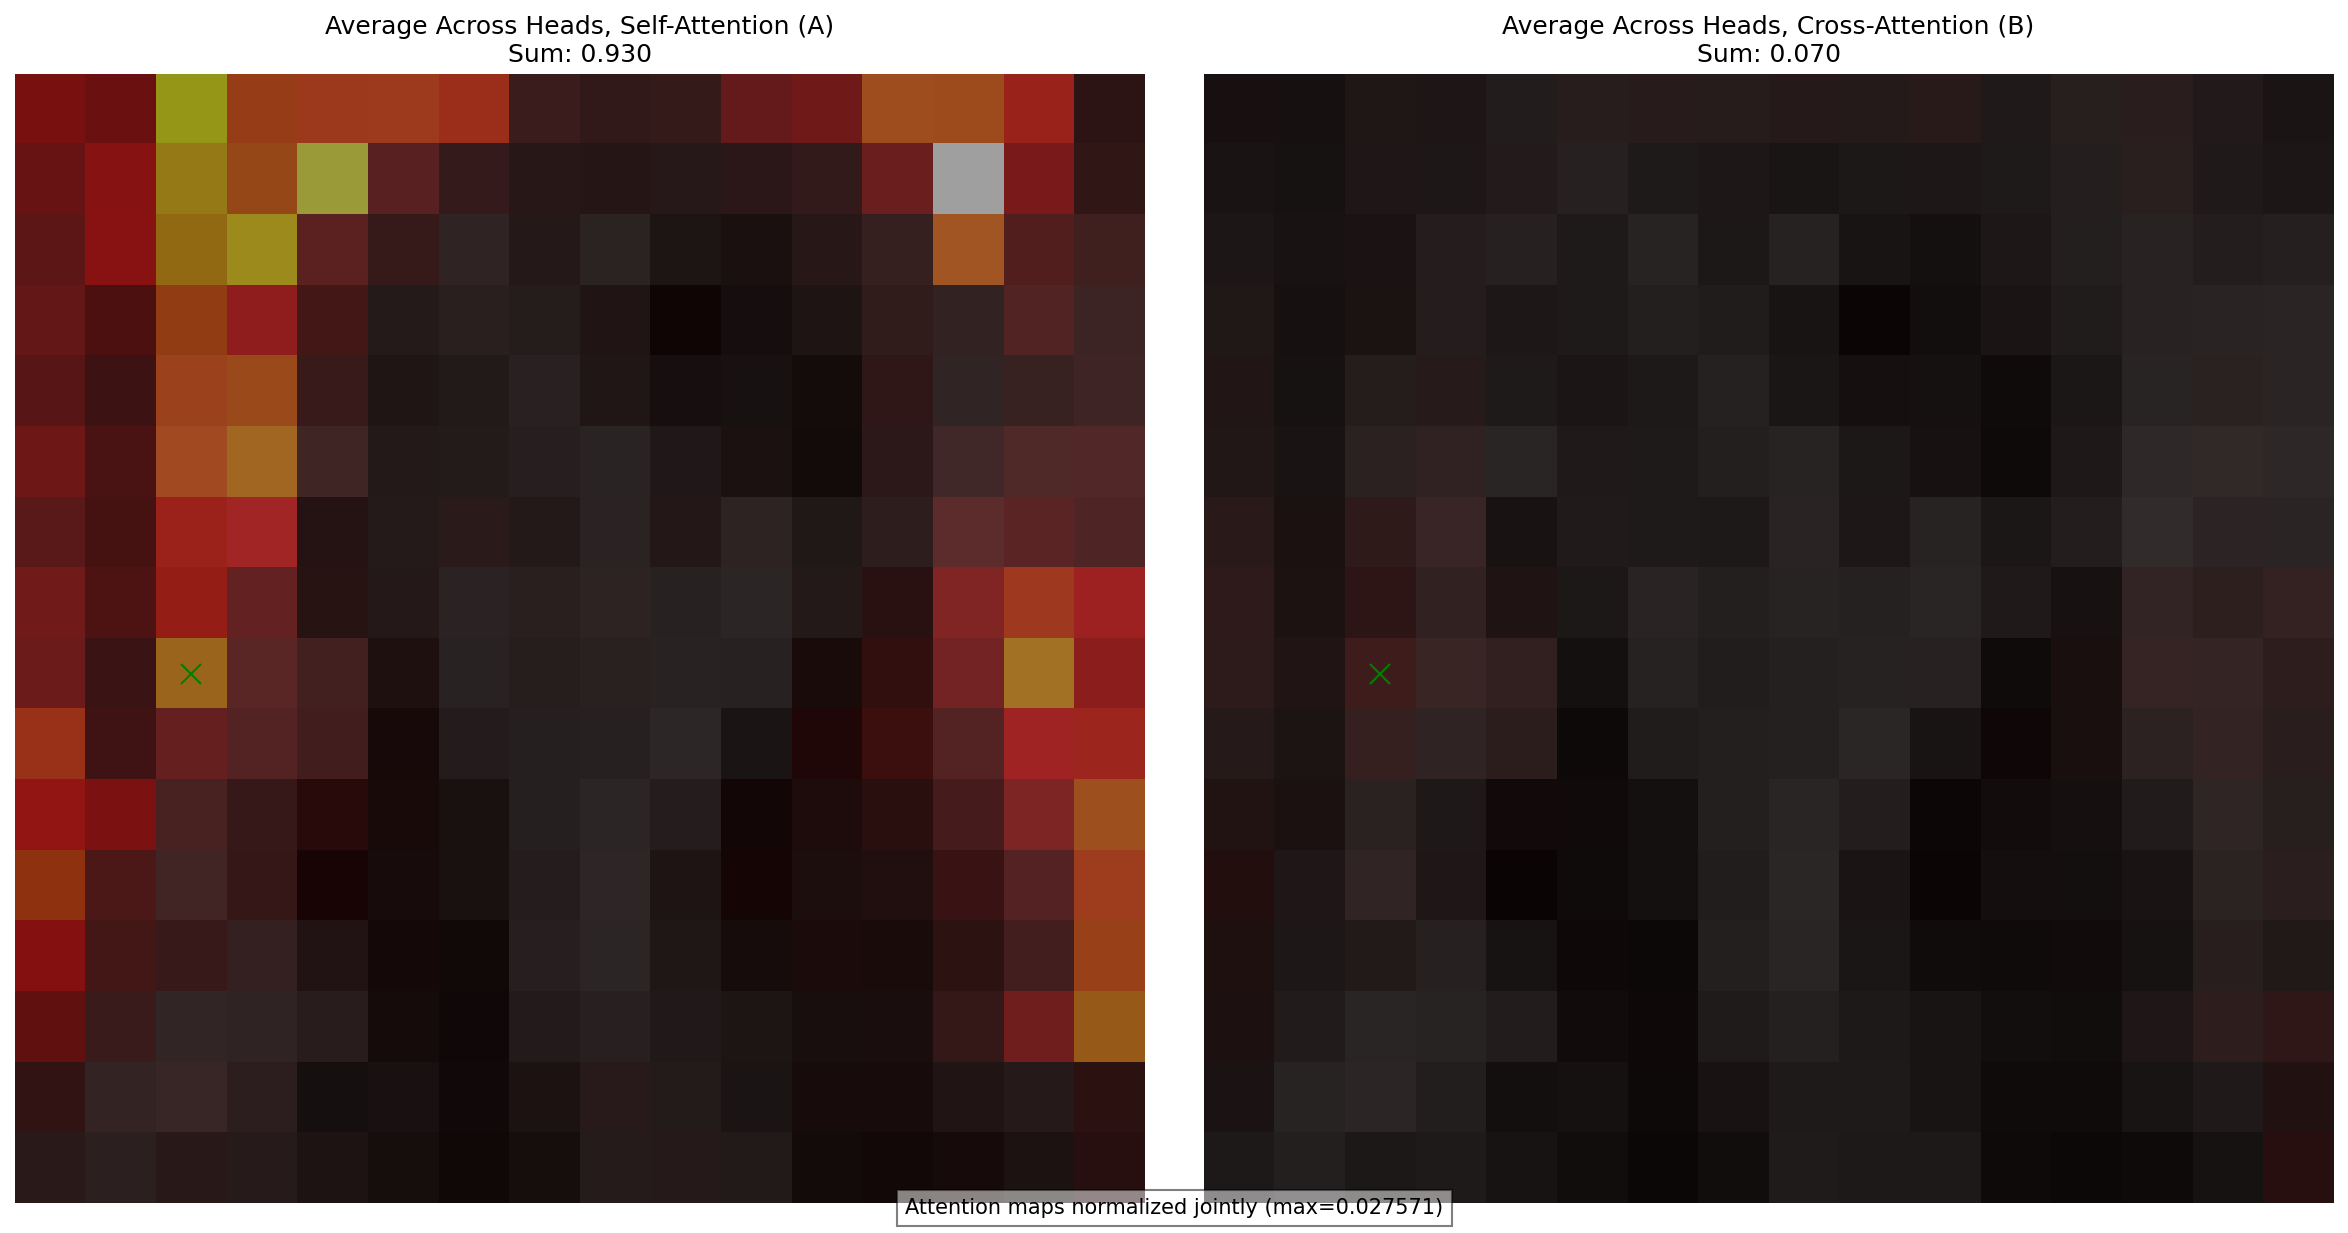 Average Across Heads, Self-Attention (A)
Sum: 0.930
Average Across Heads, Cross-Attention (B)
Sum: 0.070
Attention maps normalized jointly (max=0.027571)